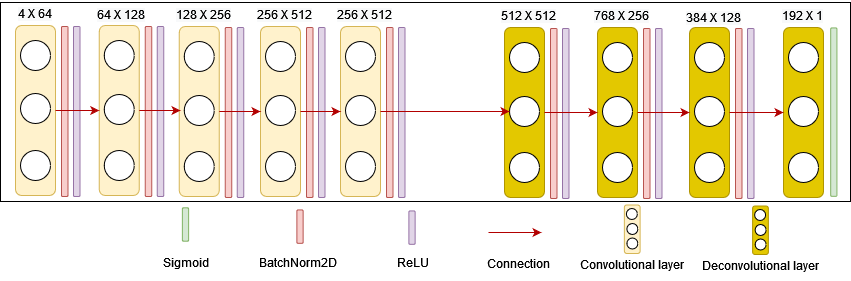 4 X 64
64 X 128
128 X 256
256 X 512
256 X 512
512 X 512
768 X 256
384 X 128
192 X 1
Sigmoid
BatchNorm2D
ReLU
Connection
Convolutional layer
Deconvolutional layer